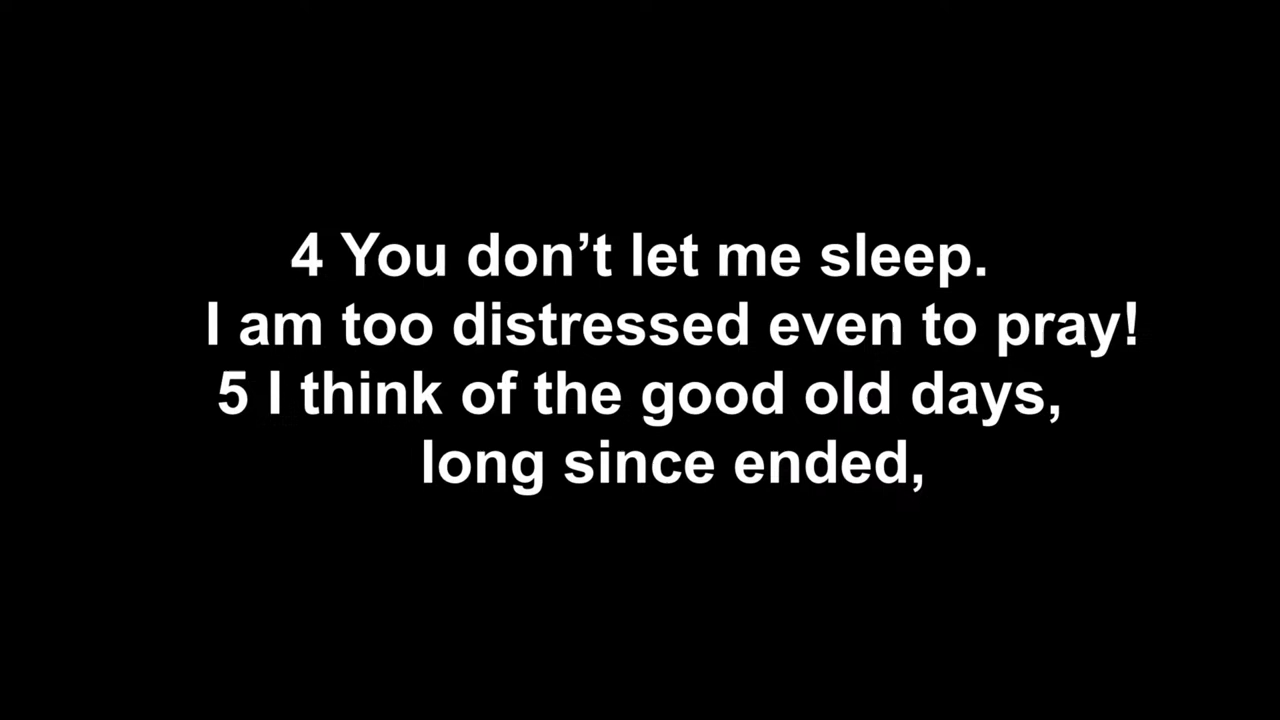 4 You don’t let me sleep.
I am too distressed even to pray!
5 I think of the good old days,
long since ended,